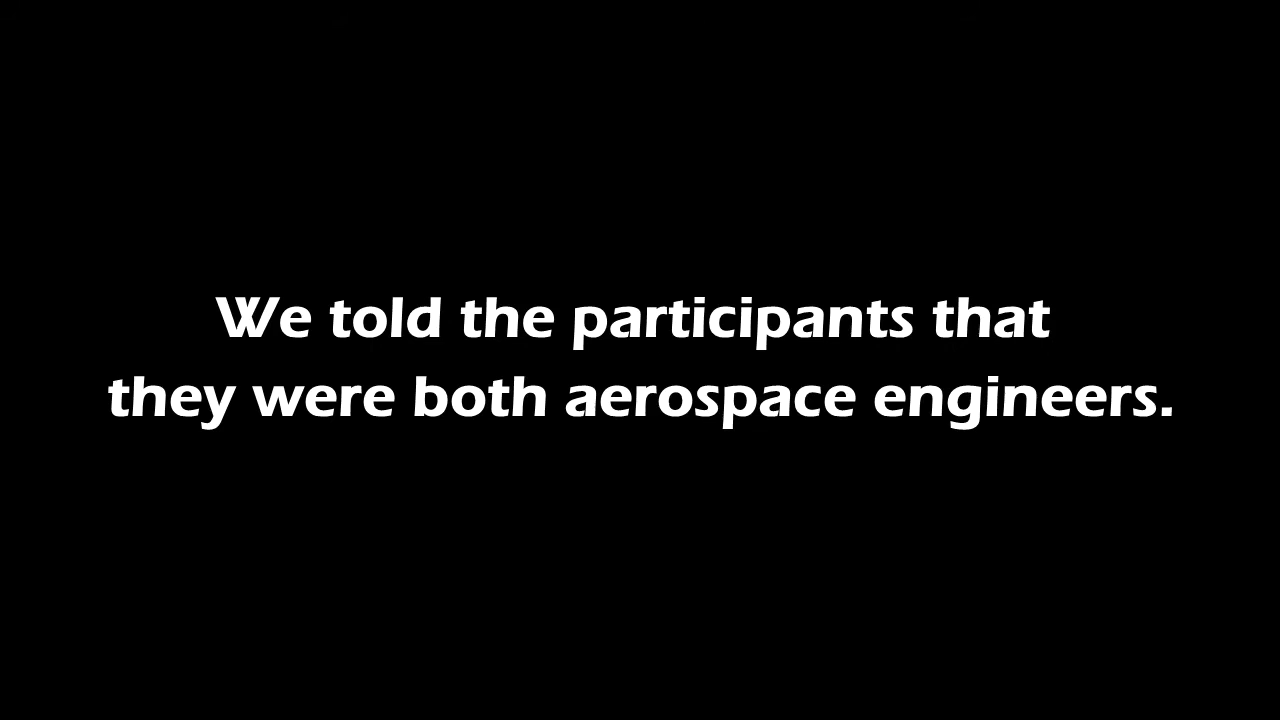 We told the participants that
they were both aerospace engineers.